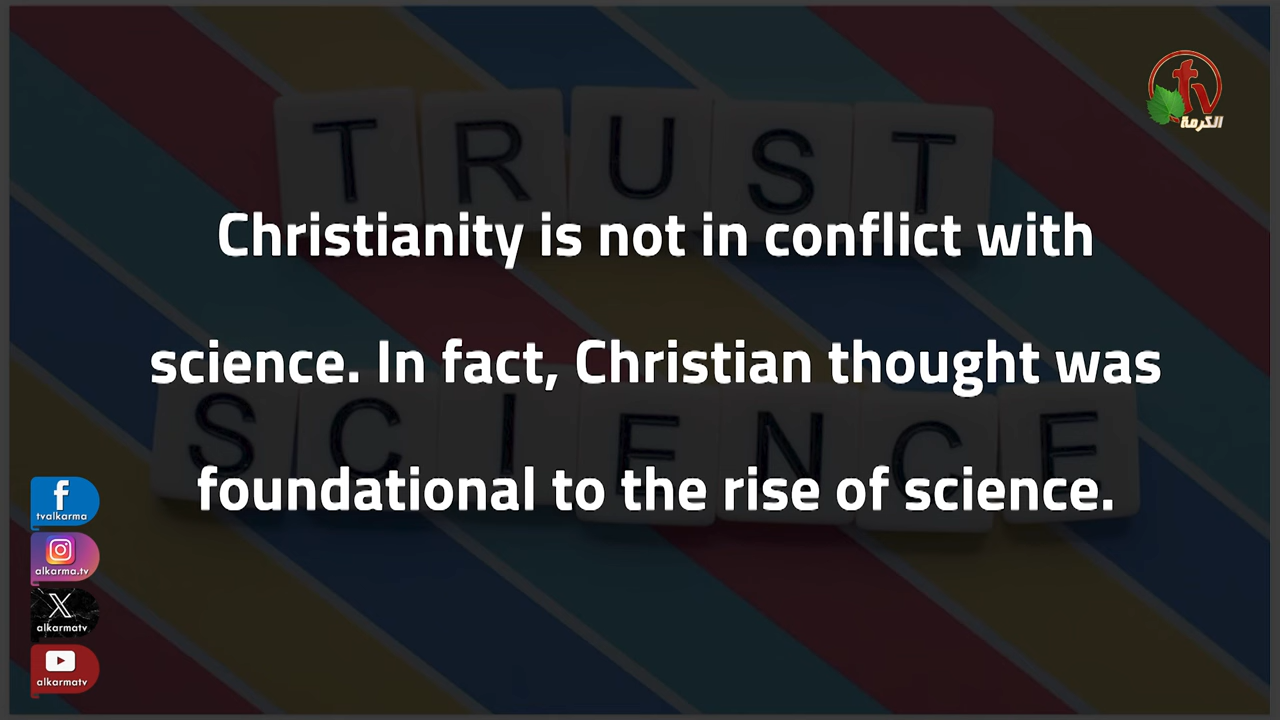 tv
الكرمة
TRUST
Christianity is not in conflict with
science. In fact, Christian thought was
SCIENCE
foundational to the rise of science.
f
tvalkarma
alkarma.tv
X
alkarmatv
alkarmatv